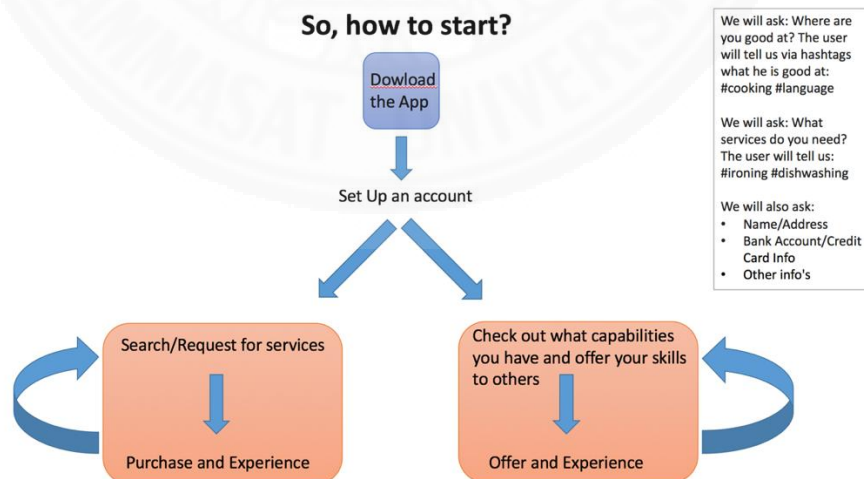 So, how to start?
Dowload
the App
Set Up an account
Search/Request for services
Purchase and Experience
Check out what capabilities
you have and offer your skills
to others
Offer and Experience
We will ask: Where are
you good at? The user
will tell us via hashtags
what he is good at:
#cooking #language
We will ask: What
services do you need?
The user will tell us:
#ironing #dishwashing
We will also ask:
• Name/Address
• Bank Account/Credit
Card Info
• Other info's